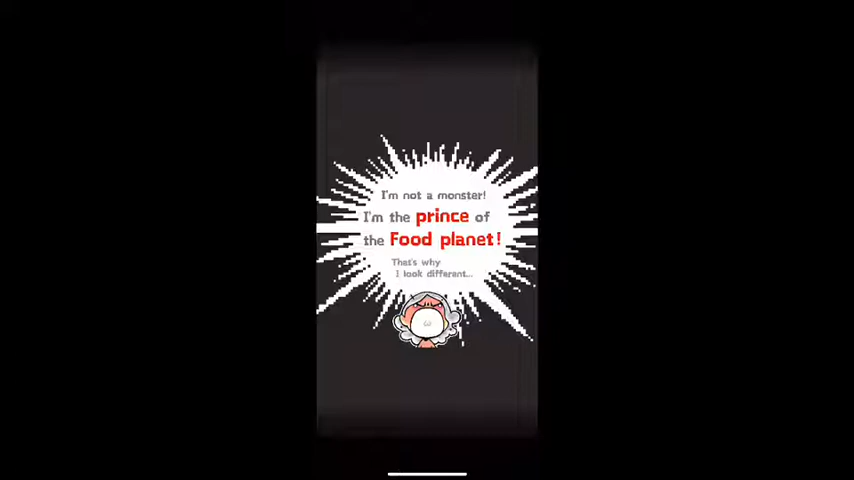 I'm not a monster!
I'm the prince of
the Food planet!
That's why
I look different...